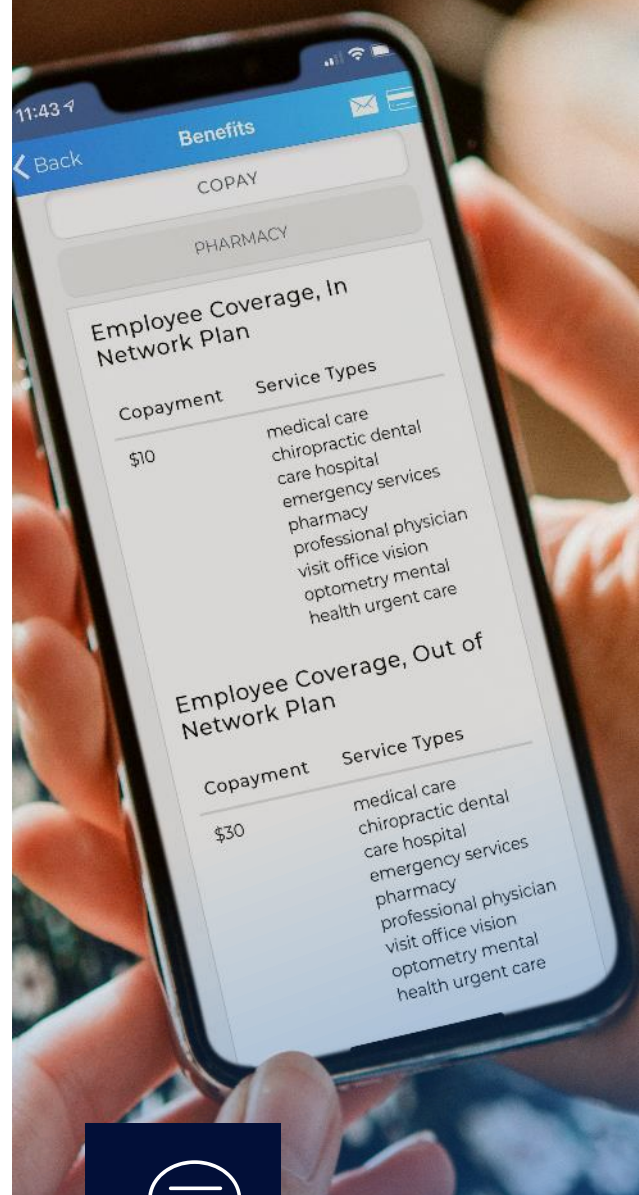 11:43
Back
Benefits
COPAY
PHARMACY
Employee Coverage, In
Network Plan
Copayment
Service Types
$10
medical care
chiropractic dental
care hospital
emergency services
pharmacy
professional physician
visit office vision
optometry mental
health urgent care
Employee Coverage, Out of
Network Plan
Copayment
Service Types
$30
medical care
chiropractic dental
care hospital
emergency services
pharmacy
professional physician
visit office vision
optometry mental
health urgent care